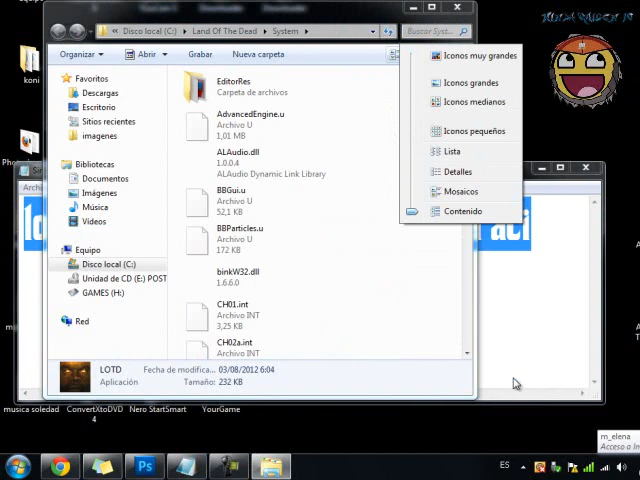 Disco local (C:) ▸ Land Of The Dead ▸ System ▸
Buscar Syst...
Organizar
Abrir
Grabar
Nueva carpeta
Favoritos
Descargas
Escritorio
Sitios recientes
imagenes
Bibliotecas
Documentos
Imágenes
Música
Vídeos
Equipo
Disco local (C:)
Unidad de CD (E:) POST
GAMES (H:)
Red
EditorRes
Carpeta de archivos
AdvancedEngine.u
Archivo U
1,01 MB
ALAudio.dll
1.0.0.4
ALAudio Dynamic Link Library
BBGui.u
Archivo U
52,1 KB
BBParticles.u
Archivo U
172 KB
binkW32.dll
1.6.6.0
CH01.int
Archivo INT
3,25 KB
CH02a.int
Archivo INT
Iconos muy grandes
Iconos grandes
Iconos medianos
Iconos pequeños
Lista
Detalles
Mosaicos
Contenido
LOTD
Fecha de modifica...
03/08/2012 6:04
Aplicación
Tamaño:
232 KB
koni
musica soledad
ConvertXtoDVD
4
Nero StartSmart
YourGame
m_elena
Acceso a In
ES